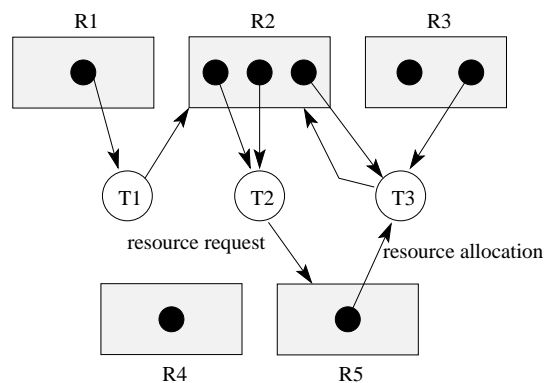 R1
R2
R3
T1
T2
T3
resource request
resource allocation
R4
R5